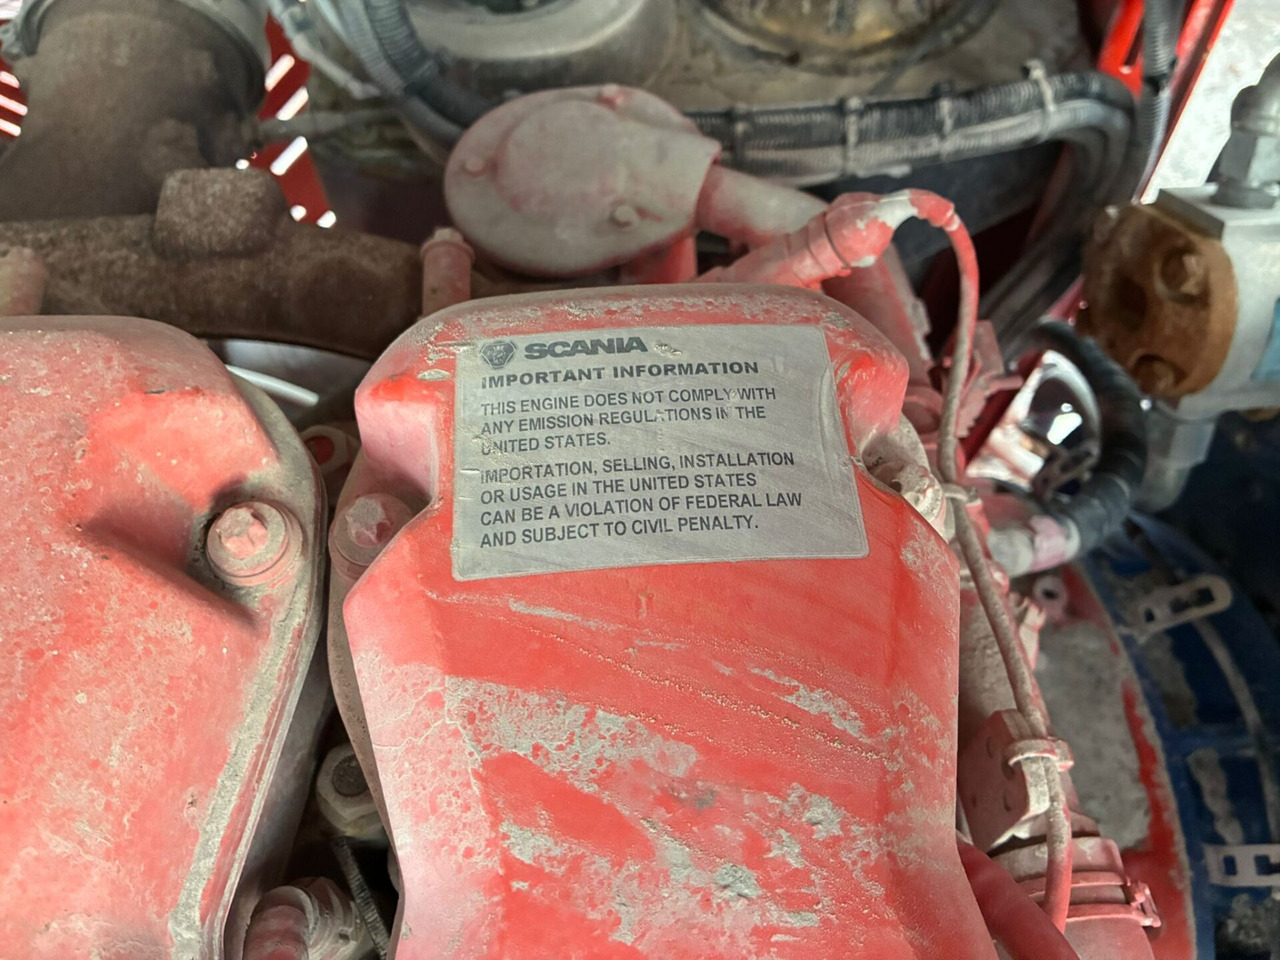 SCANIA
IMPORTANT INFORMATION
THIS ENGINE DOES NOT COMPLY WITH
ANY EMISSION REGULATIONS IN THE
UNITED STATES.
IMPORTATION, SELLING, INSTALLATION
OR USAGE IN THE UNITED STATES
CAN BE A VIOLATION OF FEDERAL LAW
AND SUBJECT TO CIVIL PENALTY.